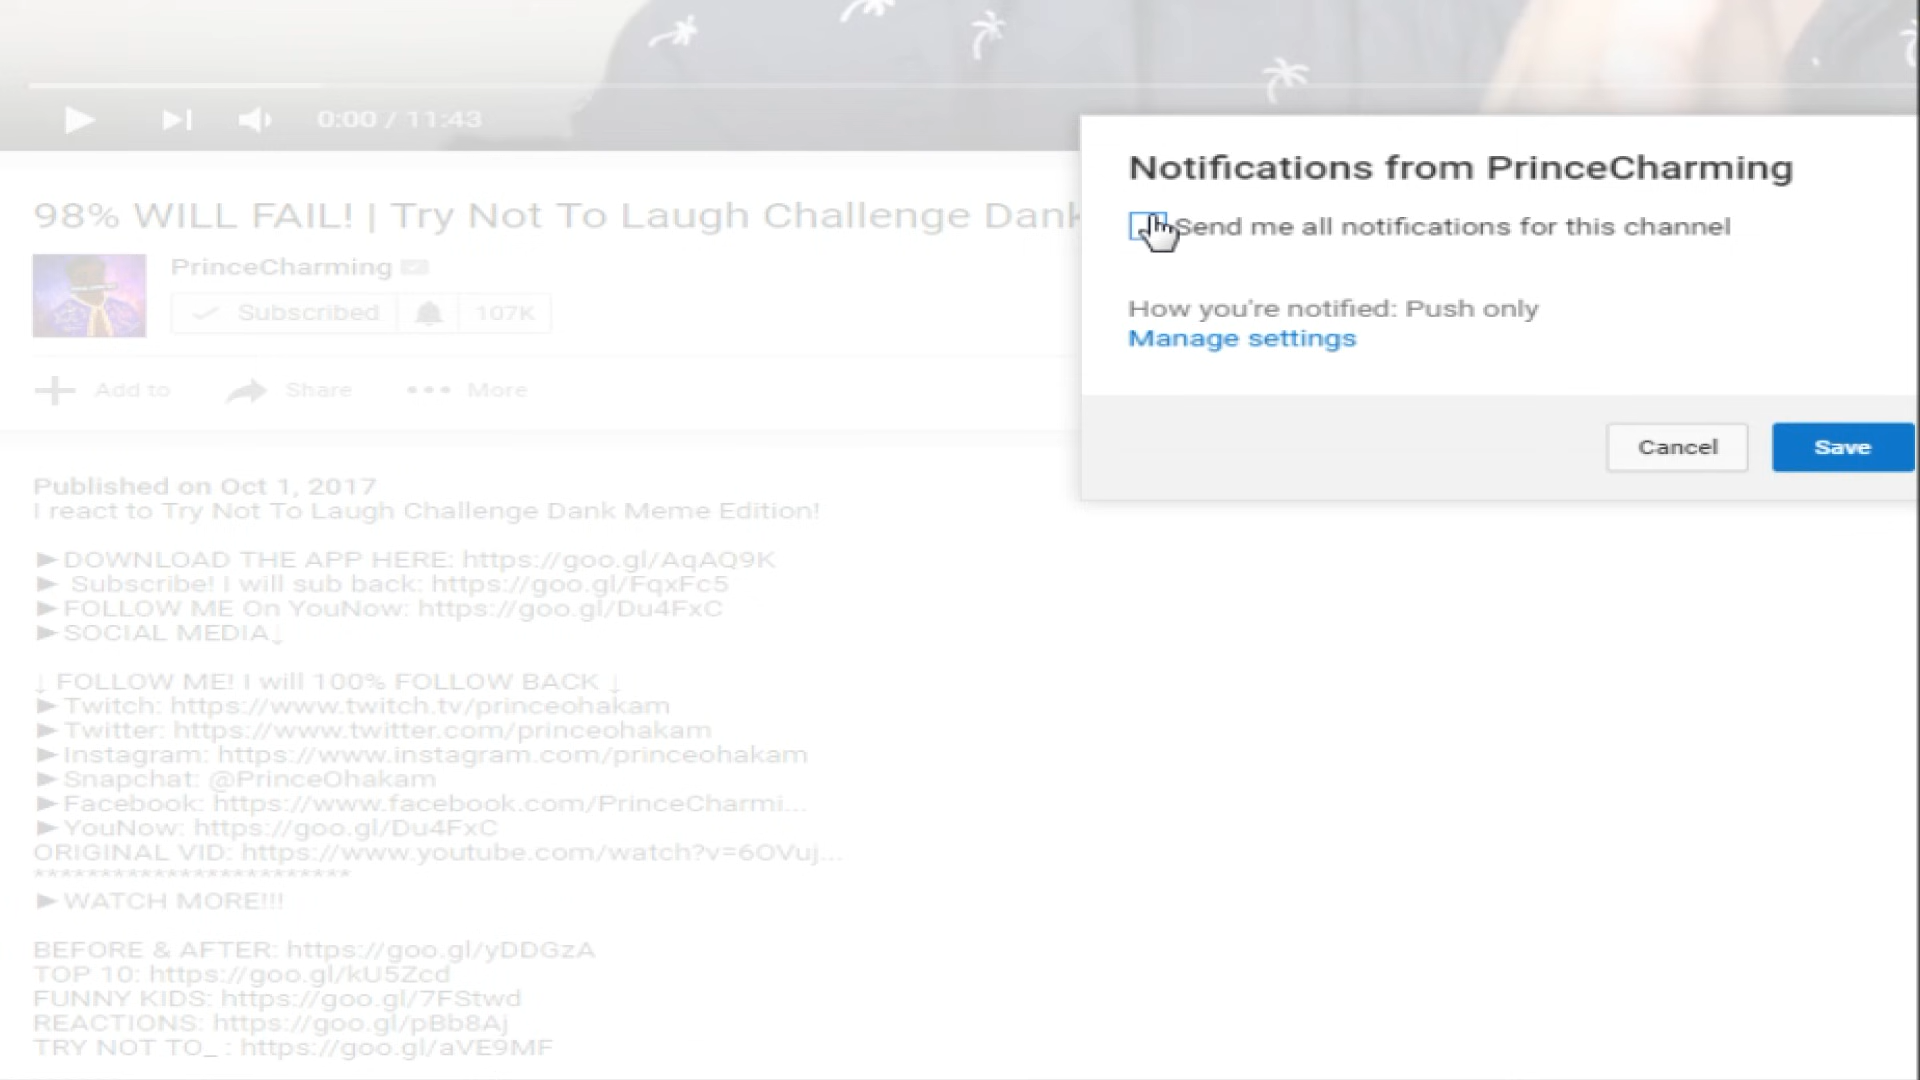 0:00 / 11:43
Notifications from PrinceCharming
Send me all notifications for this channel
How you're notified: Push only
Manage settings
Cancel
Save
98% WILL FAIL! | Try Not To Laugh Challenge Dank
PrinceCharming
Subscribed
107K
Add to
Share
More
Published on Oct 1, 2017
I react to Try Not To Laugh Challenge Dank Meme Edition!
►DOWNLOAD THE APP HERE: https://goo.gl/AqAQ9K
► Subscribe! I will sub back: https://goo.gl/FqxFc5
►FOLLOW ME On YouNow: https://goo.gl/Du4FxC
►SOCIAL MEDIA↓
↓ FOLLOW ME! I will 100% FOLLOW BACK ↓
►Twitch: https://www.twitch.tv/princeohakam
►Twitter: https://www.twitter.com/princeohakam
►Instagram: https://www.instagram.com/princeohakam
►Snapchat: @PrinceOhakam
►Facebook: https://www.facebook.com/PrinceCharmi...
►YouNow: https://goo.gl/Du4FxC
ORIGINAL VID: https://www.youtube.com/watch?v=6OVuj...
************************
►WATCH MORE!!!
BEFORE & AFTER: https://goo.gl/yDDGzA
TOP 10: https://goo.gl/kU5Zcd
FUNNY KIDS: https://goo.gl/7FStwd
REACTIONS: https://goo.gl/pBb8Aj
TRY NOT TO_ : https://goo.gl/aVE9MF